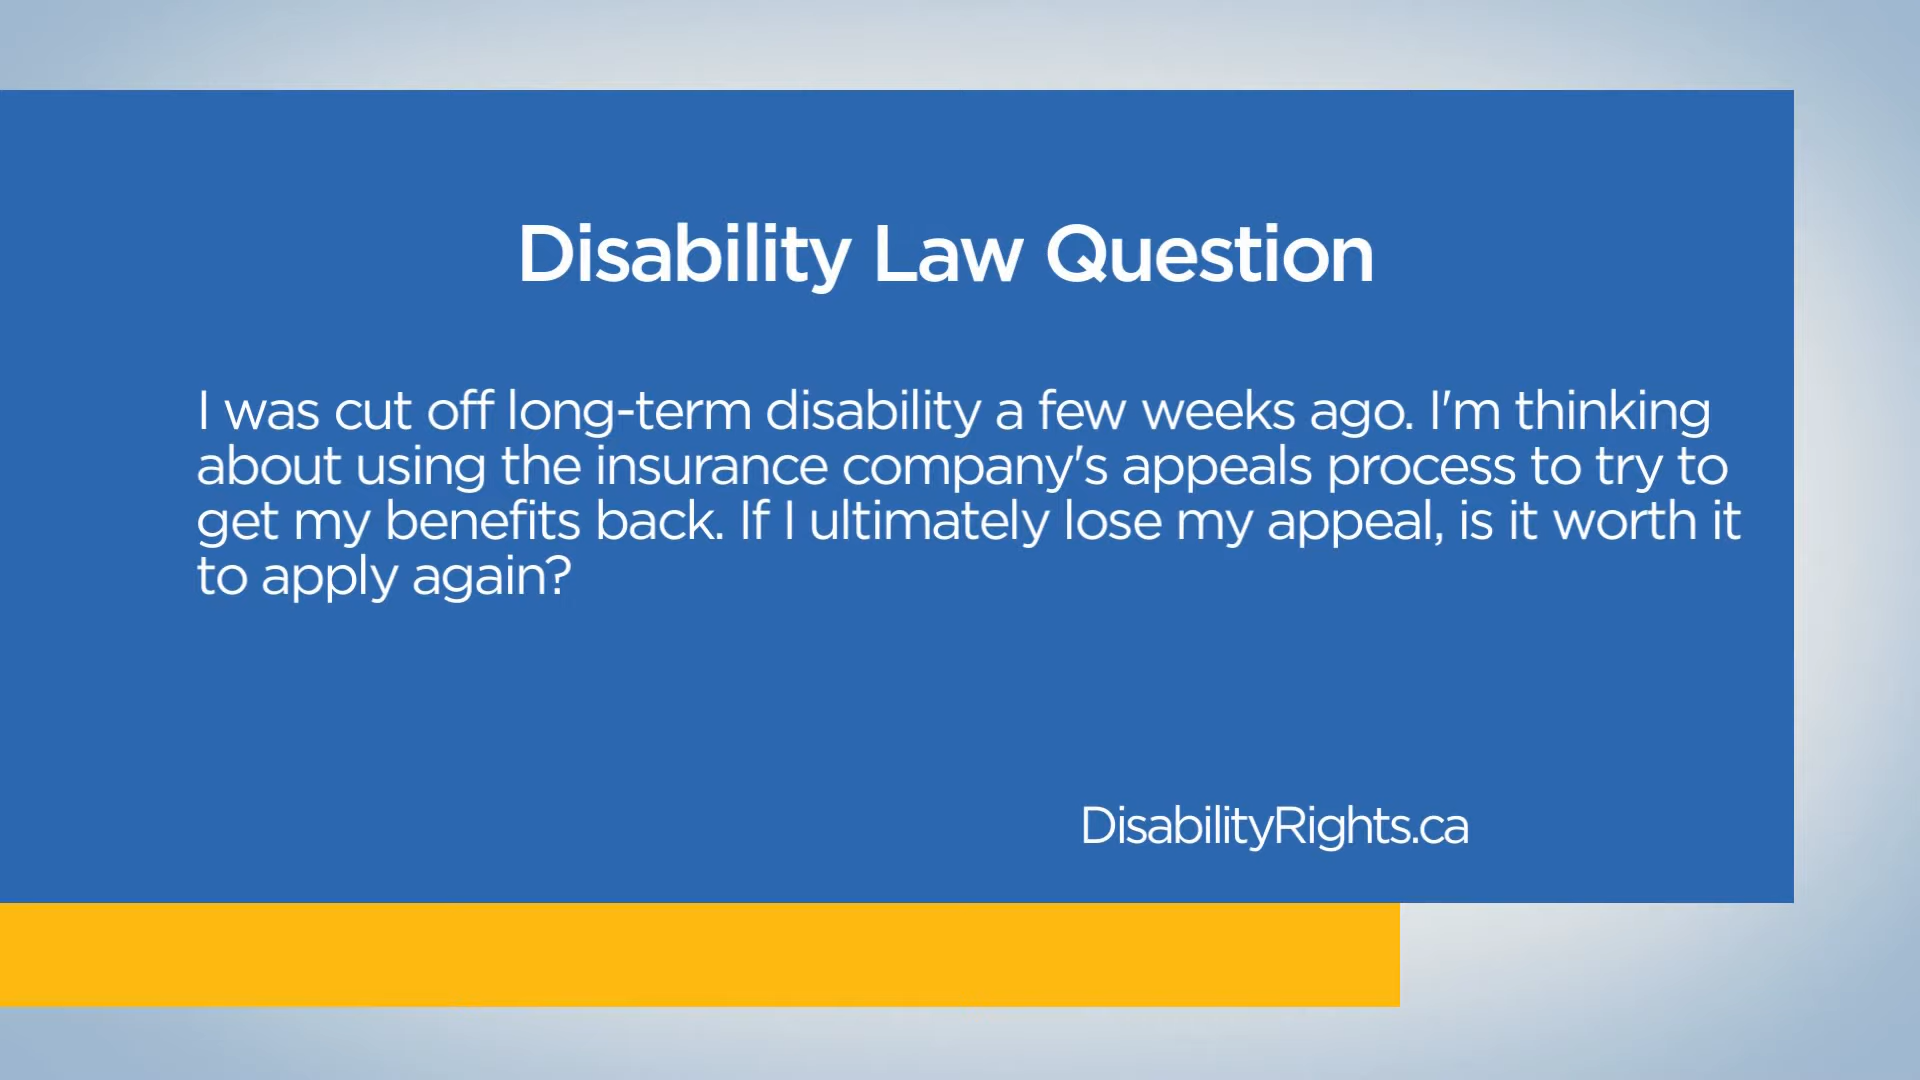 Disability Law Question
I was cut off long-term disability a few weeks ago. I'm thinking
about using the insurance company's appeals process to try to
get my benefits back. If I ultimately lose my appeal, is it worth it
to apply again?
DisabilityRights.ca